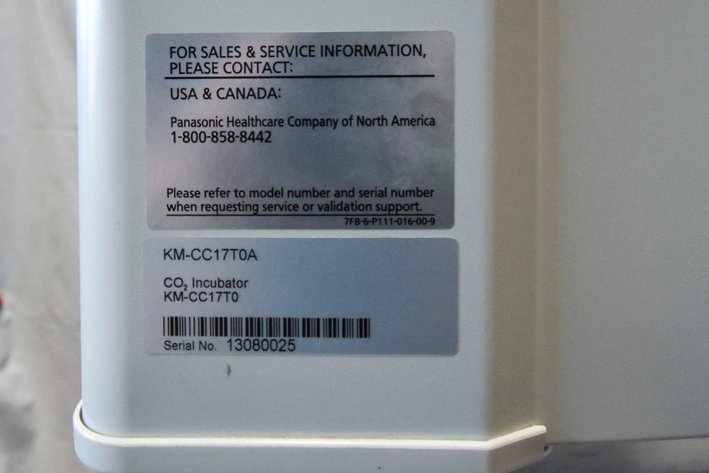 FOR SALES & SERVICE INFORMATION,
PLEASE CONTACT:
USA & CANADA:
Panasonic Healthcare Company of North America
1-800-858-8442
Please refer to model number and serial number
when requesting service or validation support.
7FB-6-P111-016-00-9
KM-CC17T0A
CO₂ Incubator
KM-CC17T0
Serial No. 13080025